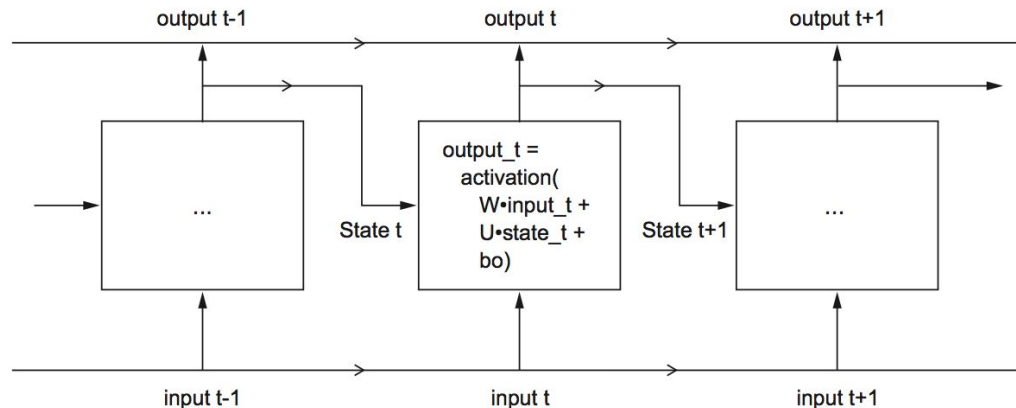 output t-1
output t
output t+1
...
output_t =
activation(
W•input_t +
U•state_t +
bo)
...
State t
State t+1
input t-1
input t
input t+1